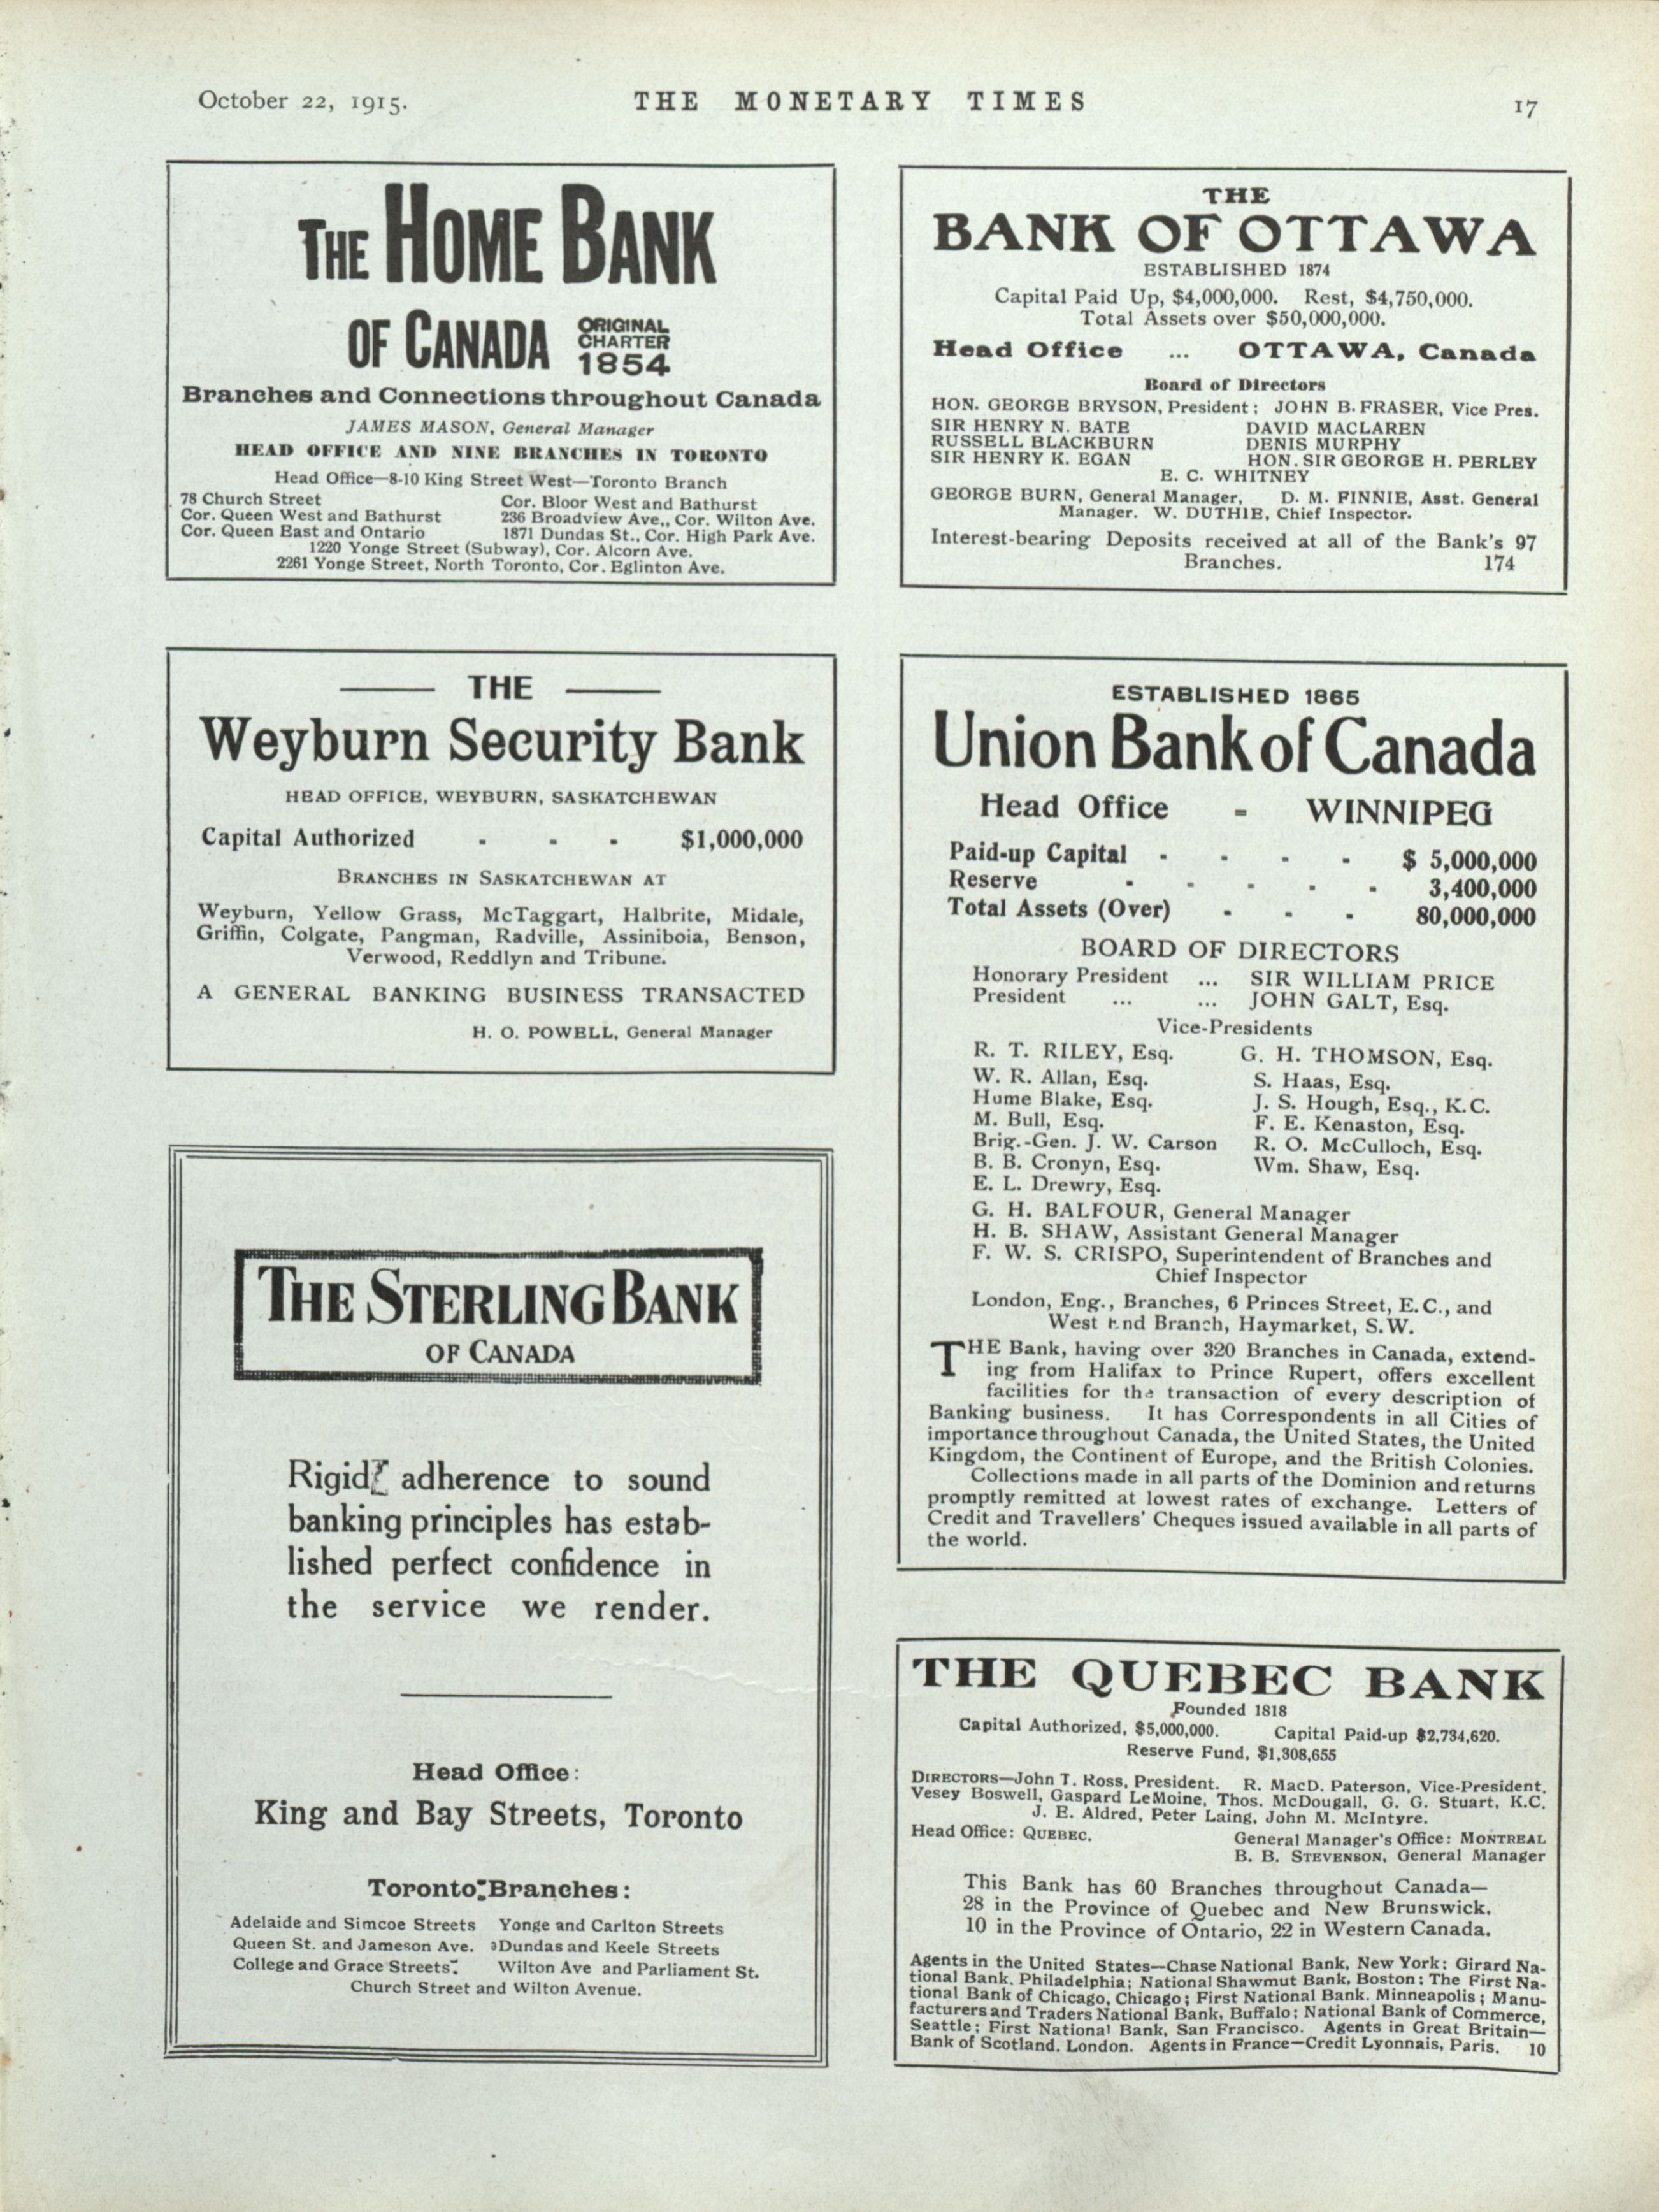 October 22, 1915.
THE MONETARY TIMES
17
THE HOME BANK
OF CANADA
ORIGINAL
CHARTER
1854
Branches and Connections throughout Canada
JAMES MASON, General Manager
HEAD OFFICE AND NINE BRANCHES IN TORONTO
Head Office—8-10 King Street West—Toronto Branch
78 Church Street Cor. Bloor West and Bathurst
Cor. Queen West and Bathurst 236 Broadview Ave., Cor. Wilton Ave.
Cor. Queen East and Ontario 1871 Dundas St., Cor. High Park Ave.
1220 Yonge Street (Subway), Cor. Alcorn Ave.
2261 Yonge Street, North Toronto, Cor. Eglinton Ave.
THE
Weyburn Security Bank
HEAD OFFICE, WEYBURN, SASKATCHEWAN
Capital Authorized - - - $1,000,000
BRANCHES IN SASKATCHEWAN AT
Weyburn, Yellow Grass, McTaggart, Halbrite, Midale,
Griffin, Colgate, Pangman, Radville, Assiniboia, Benson,
Verwood, Reddlyn and Tribune.
A GENERAL BANKING BUSINESS TRANSACTED
H. O. POWELL, General Manager
THE STERLING BANK
OF CANADA
Rigid adherence to sound
banking principles has estab-
lished perfect confidence in
the service we render.
Head Office:
King and Bay Streets, Toronto
Toronto Branches:
Adelaide and Simcoe Streets Yonge and Carlton Streets
Queen St. and Jameson Ave. Dundas and Keele Streets
College and Grace Streets Wilton Ave and Parliament St.
Church Street and Wilton Avenue.
THE
BANK OF OTTAWA
ESTABLISHED 1874
Capital Paid Up, $4,000,000. Rest, $4,750,000.
Total Assets over $50,000,000.
Head Office ... OTTAWA, Canada
Board of Directors
HON. GEORGE BRYSON, President; JOHN B. FRASER, Vice Pres.
SIR HENRY N. BATE DAVID MACLAREN
RUSSELL BLACKBURN DENIS MURPHY
SIR HENRY K. EGAN HON. SIR GEORGE H. PERLEY
E. C. WHITNEY
GEORGE BURN, General Manager, D. M. FINNIE, Asst. General
Manager. W. DUTHIE, Chief Inspector.
Interest-bearing Deposits received at all of the Bank's 97
Branches. 174
ESTABLISHED 1865
Union Bank of Canada
Head Office - WINNIPEG
Paid-up Capital - - - - $ 5,000,000
Reserve - - - - - 3,400,000
Total Assets (Over) - - - 80,000,000
BOARD OF DIRECTORS
Honorary President ... SIR WILLIAM PRICE
President ... ... JOHN GALT, Esq.
Vice-Presidents
R. T. RILEY, Esq. G. H. THOMSON, Esq.
W. R. Allan, Esq. S. Haas, Esq.
Hume Blake, Esq. J. S. Hough, Esq., K.C.
M. Bull, Esq. F. E. Kenaston, Esq.
Brig.-Gen. J. W. Carson R. O. McCulloch, Esq.
B. B. Cronyn, Esq. Wm. Shaw, Esq.
E. L. Drewry, Esq.
G. H. BALFOUR, General Manager
H. B. SHAW, Assistant General Manager
F. W. S. CRISPO, Superintendent of Branches and
Chief Inspector
London, Eng., Branches, 6 Princes Street, E.C., and
West End Branch, Haymarket, S.W.
THE Bank, having over 320 Branches in Canada, extend-
ing from Halifax to Prince Rupert, offers excellent
facilities for the transaction of every description of
Banking business. It has Correspondents in all Cities of
importance throughout Canada, the United States, the United
Kingdom, the Continent of Europe, and the British Colonies.
Collections made in all parts of the Dominion and returns
promptly remitted at lowest rates of exchange. Letters of
Credit and Travellers' Cheques issued available in all parts of
the world.
THE QUEBEC BANK
Founded 1818
Capital Authorized, $5,000,000. Capital Paid-up $2,734,620.
Reserve Fund, $1,308,655
DIRECTORS—John T. Ross, President. R. MacD. Paterson, Vice-President,
Vesey Boswell, Gaspard LeMoine, Thos. McDougall, G. G. Stuart, K.C.
J. E. Aldred, Peter Laing, John M. McIntyre.
Head Office: QUEBEC. General Manager's Office: MONTREAL
B. B. STEVENSON, General Manager
This Bank has 60 Branches throughout Canada—
28 in the Province of Quebec and New Brunswick,
10 in the Province of Ontario, 22 in Western Canada.
Agents in the United States—Chase National Bank, New York; Girard Na-
tional Bank, Philadelphia; National Shawmut Bank, Boston; The First Na-
tional Bank of Chicago, Chicago; First National Bank, Minneapolis; Manu-
facturers and Traders National Bank, Buffalo; National Bank of Commerce,
Seattle; First National Bank, San Francisco. Agents in Great Britain—
Bank of Scotland, London. Agents in France—Credit Lyonnais, Paris. 10